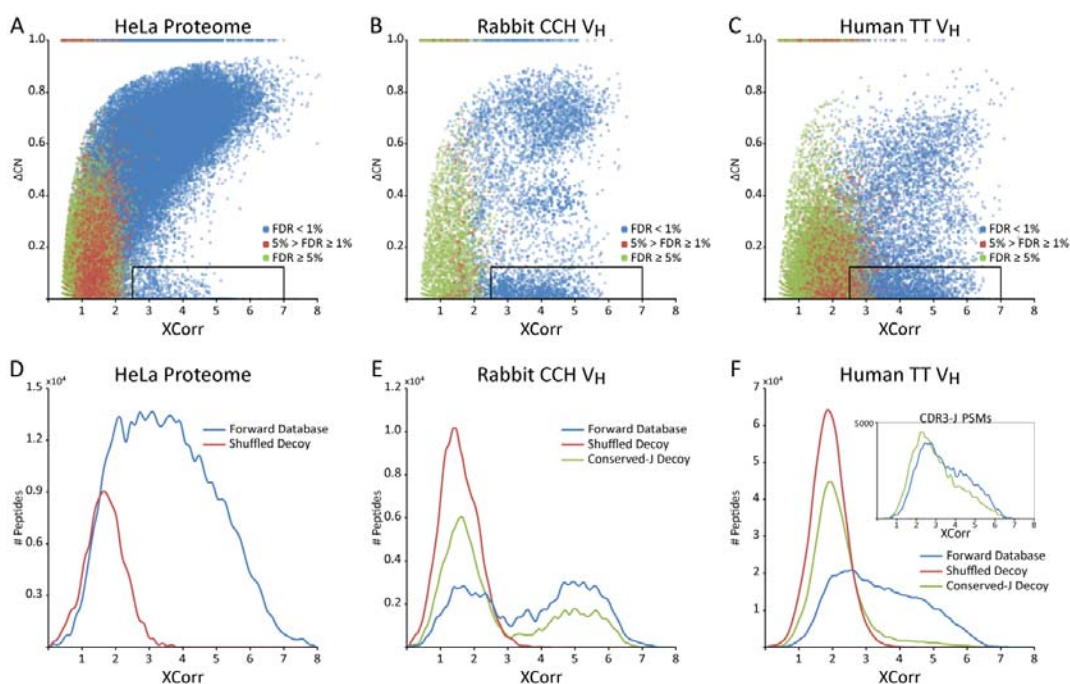 A HeLa Proteome
1.0
0.8
0.6
0.4
0.2
ΔCN
FDR < 1%
5% > FDR ≥ 1%
FDR ≥ 5%
1 2 3 4 5 6 7 8
XCorr
B Rabbit CCH VH
1.0
0.8
0.6
0.4
0.2
ΔCN
FDR < 1%
5% > FDR ≥ 1%
FDR ≥ 5%
1 2 3 4 5 6 7 8
XCorr
C Human TT VH
1.0
0.8
0.6
0.4
0.2
ΔCN
FDR < 1%
5% > FDR ≥ 1%
FDR ≥ 5%
1 2 3 4 5 6 7 8
XCorr
D HeLa Proteome
1.5 x10⁴
1.2
0.9
0.6
0.3
# Peptides
Forward Database
Shuffled Decoy
0 1 2 3 4 5 6 7 8
XCorr
E Rabbit CCH VH
1.2 x10⁴
1.0
0.8
0.6
0.4
0.2
# Peptides
Forward Database
Shuffled Decoy
Conserved-J Decoy
0 1 2 3 4 5 6 7 8
XCorr
F Human TT VH
7 x10⁴
6
5
4
3
2
1
# Peptides
CDR3-J PSMs
5000
1 2 3 4 5 6 7 8
XCorr
Forward Database
Shuffled Decoy
Conserved-J Decoy
0 1 2 3 4 5 6 7 8
XCorr